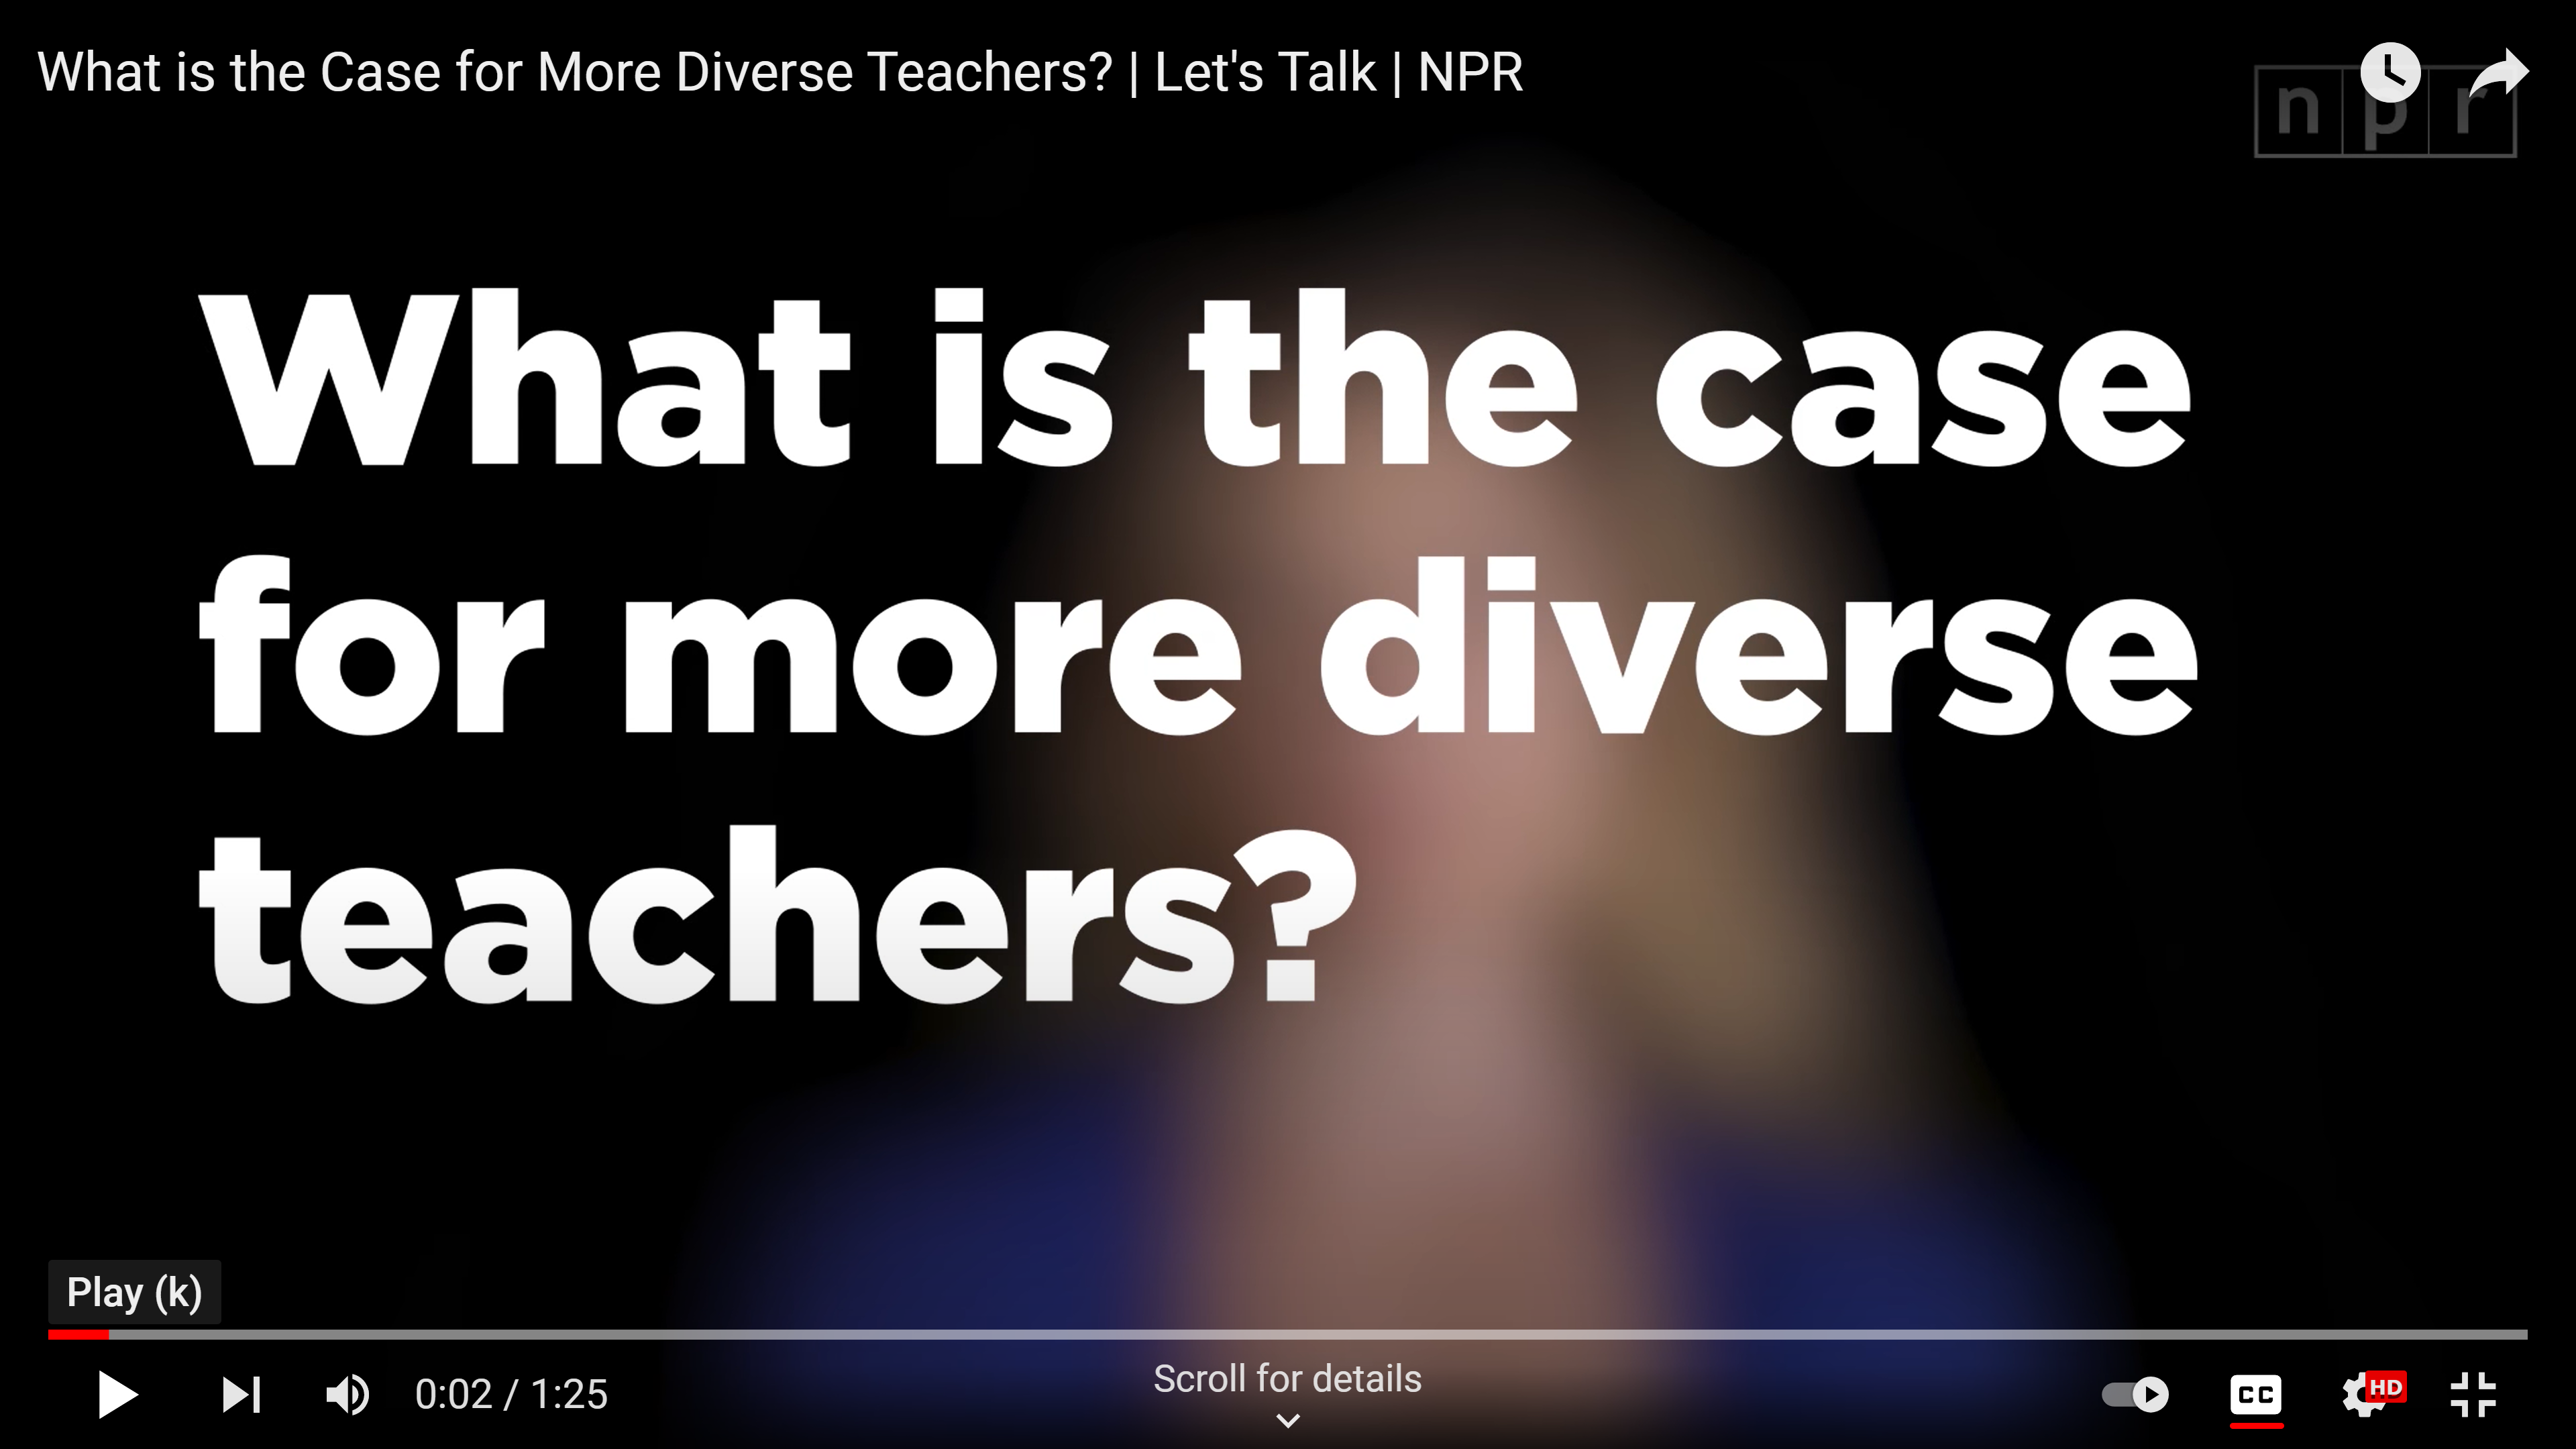 What is the Case for More Diverse Teachers? | Let's Talk | NPR
n p r
What is the case
for more diverse
teachers?
Play (k)
0:02 / 1:25
Scroll for details
CC
HD